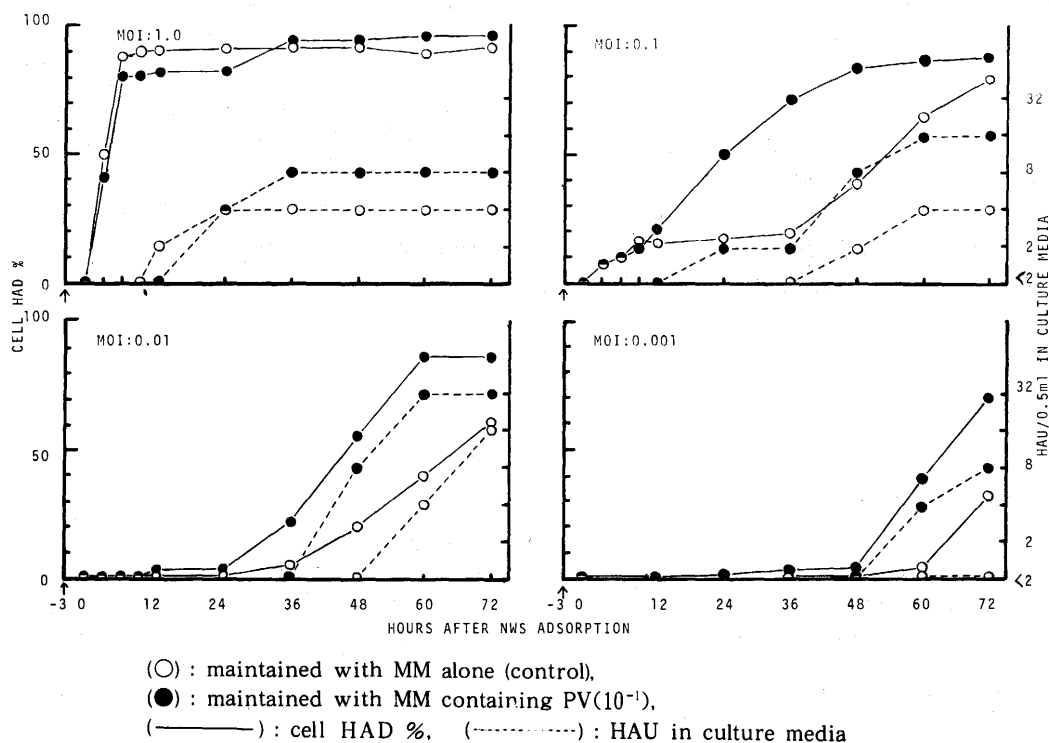 100
50
0
MOI:1.0
MOI:0.1
32
8
2
<2
CELL HAD %
HAU/0.5ml IN CULTURE MEDIA
100
50
0
MOI:0.01
MOI:0.001
32
8
2
<2
-3 0 12 24 36 48 60 72
-3 0 12 24 36 48 60 72
HOURS AFTER NWS ADSORPTION
(○) : maintained with MM alone (control),
(●) : maintained with MM containing PV(10⁻¹),
(———) : cell HAD %, (---------) : HAU in culture media